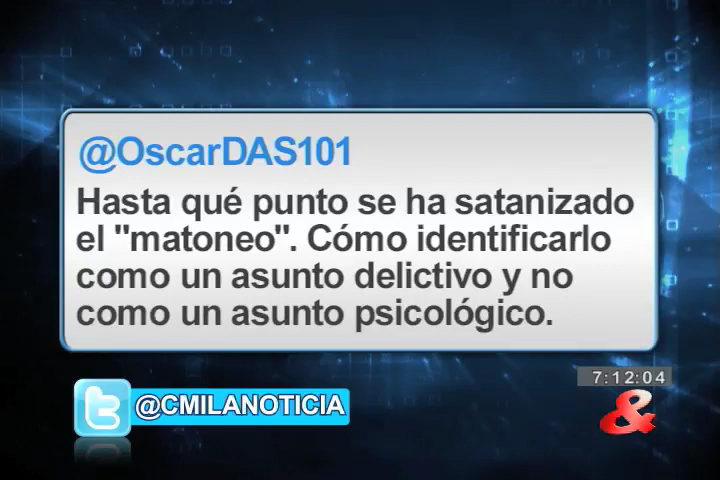 @OscarDAS101
Hasta qué punto se ha satanizado
el "matoneo". Cómo identificarlo
como un asunto delictivo y no
como un asunto psicológico.
7:12:04
@CMILANOTICIA
&